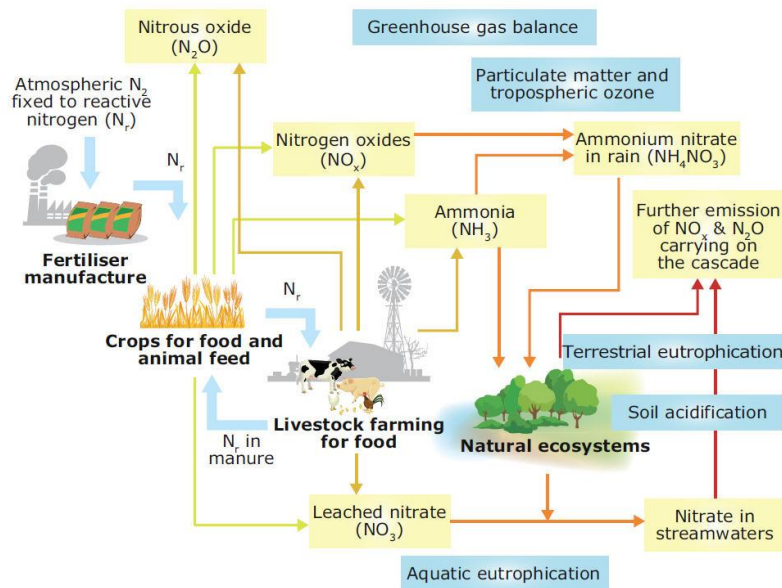 Nitrous oxide
(N₂O)
Greenhouse gas balance
Atmospheric N₂
fixed to reactive
nitrogen (Nᵣ)
Particulate matter and
tropospheric ozone
Nᵣ
Nitrogen oxides
(NOₓ)
Ammonium nitrate
in rain (NH₄NO₃)
Ammonia
(NH₃)
Further emission
of NOₓ & N₂O
carrying on
the cascade
Fertiliser
manufacture
Nᵣ
Crops for food and
animal feed
Terrestrial eutrophication
Soil acidification
Livestock farming
for food
Nᵣ in
manure
Natural ecosystems
Leached nitrate
(NO₃)
Nitrate in
streamwaters
Aquatic eutrophication